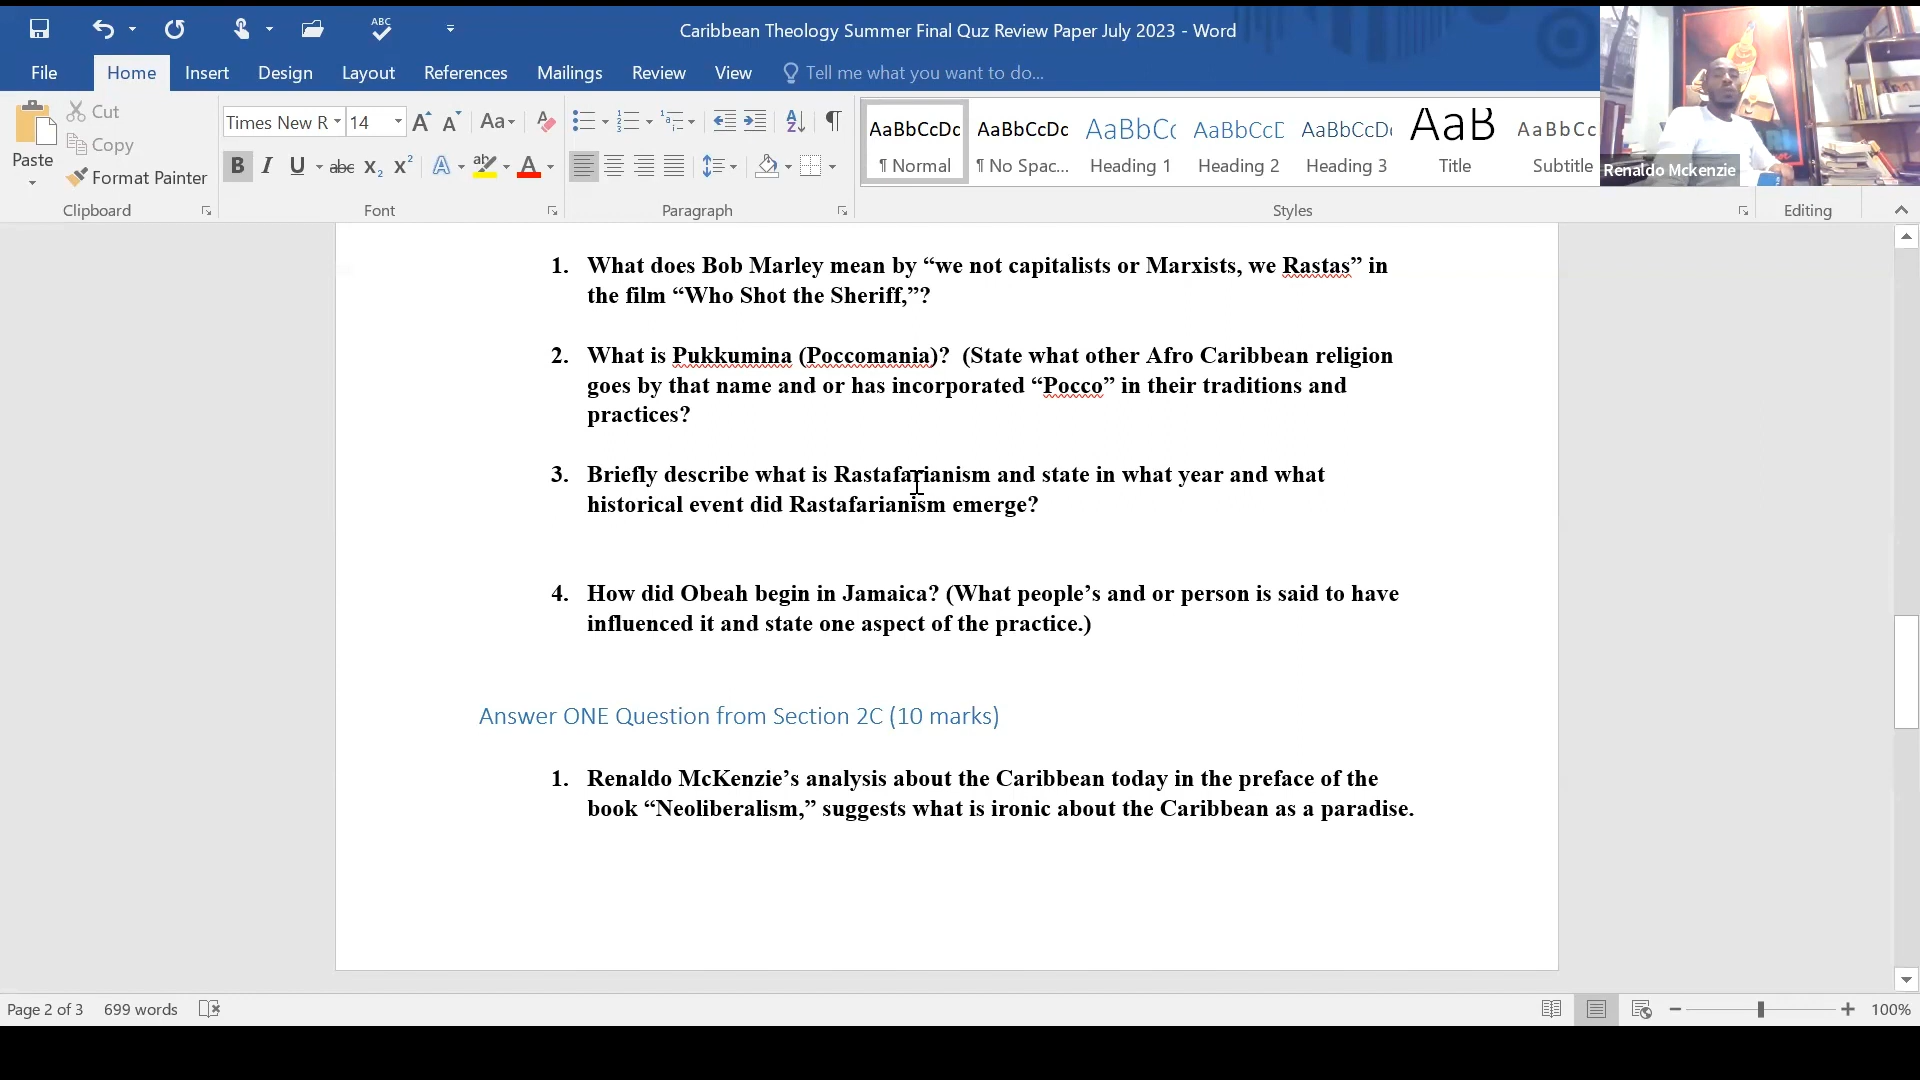 ABC
Caribbean Theology Summer Final Quz Review Paper July 2023 - Word
File Home Insert Design Layout References Mailings Review View Tell me what you want to do...
Paste
Cut
Copy
Format Painter
Clipboard
Times New R 14
Font
Paragraph
AaBbCcDc AaBbCcDc AaBbCc AaBbCcD AaBbCcDc AaB AaBbCc
¶ Normal ¶ No Spac... Heading 1 Heading 2 Heading 3 Title Subtitle
Styles
Editing
Renaldo Mckenzie
1. What does Bob Marley mean by “we not capitalists or Marxists, we Rastas” in
the film “Who Shot the Sheriff,”?
2. What is Pukkumina (Poccomania)?  (State what other Afro Caribbean religion
goes by that name and or has incorporated “Pocco” in their traditions and
practices?
3. Briefly describe what is Rastafarianism and state in what year and what
historical event did Rastafarianism emerge?
4. How did Obeah begin in Jamaica? (What people’s and or person is said to have
influenced it and state one aspect of the practice.)
Answer ONE Question from Section 2C (10 marks)
1. Renaldo McKenzie’s analysis about the Caribbean today in the preface of the
book “Neoliberalism,” suggests what is ironic about the Caribbean as a paradise.
Page 2 of 3 699 words 100%